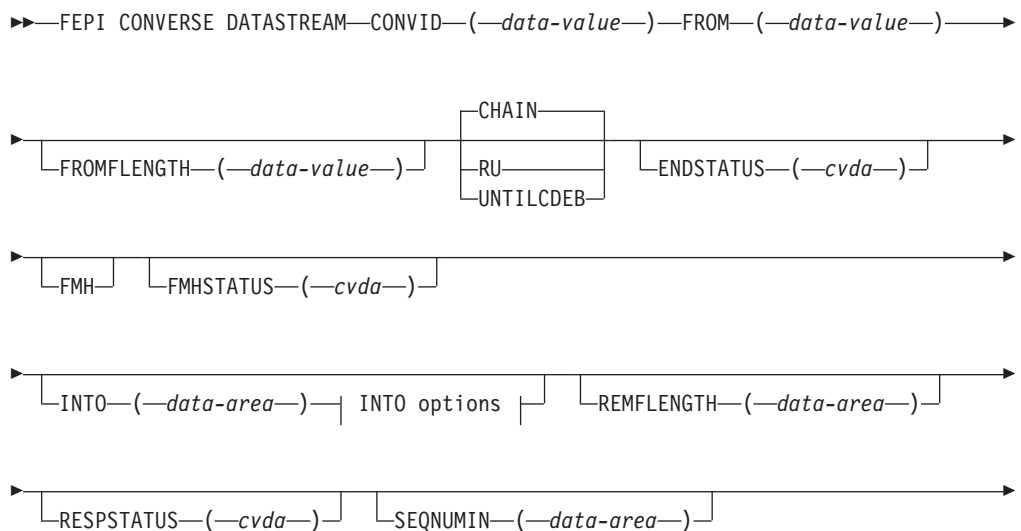 FEPI CONVERSE DATASTREAM CONVID (data-value) FROM (data-value)
CHAIN
FROMFLENGTH (data-value) RU ENDSTATUS (cvda)
UNTILCDEB
FMH FMHSTATUS (cvda)
INTO (data-area) INTO options REMFLENGTH (data-area)
RESPSTATUS (cvda) SEQNUMIN (data-area)